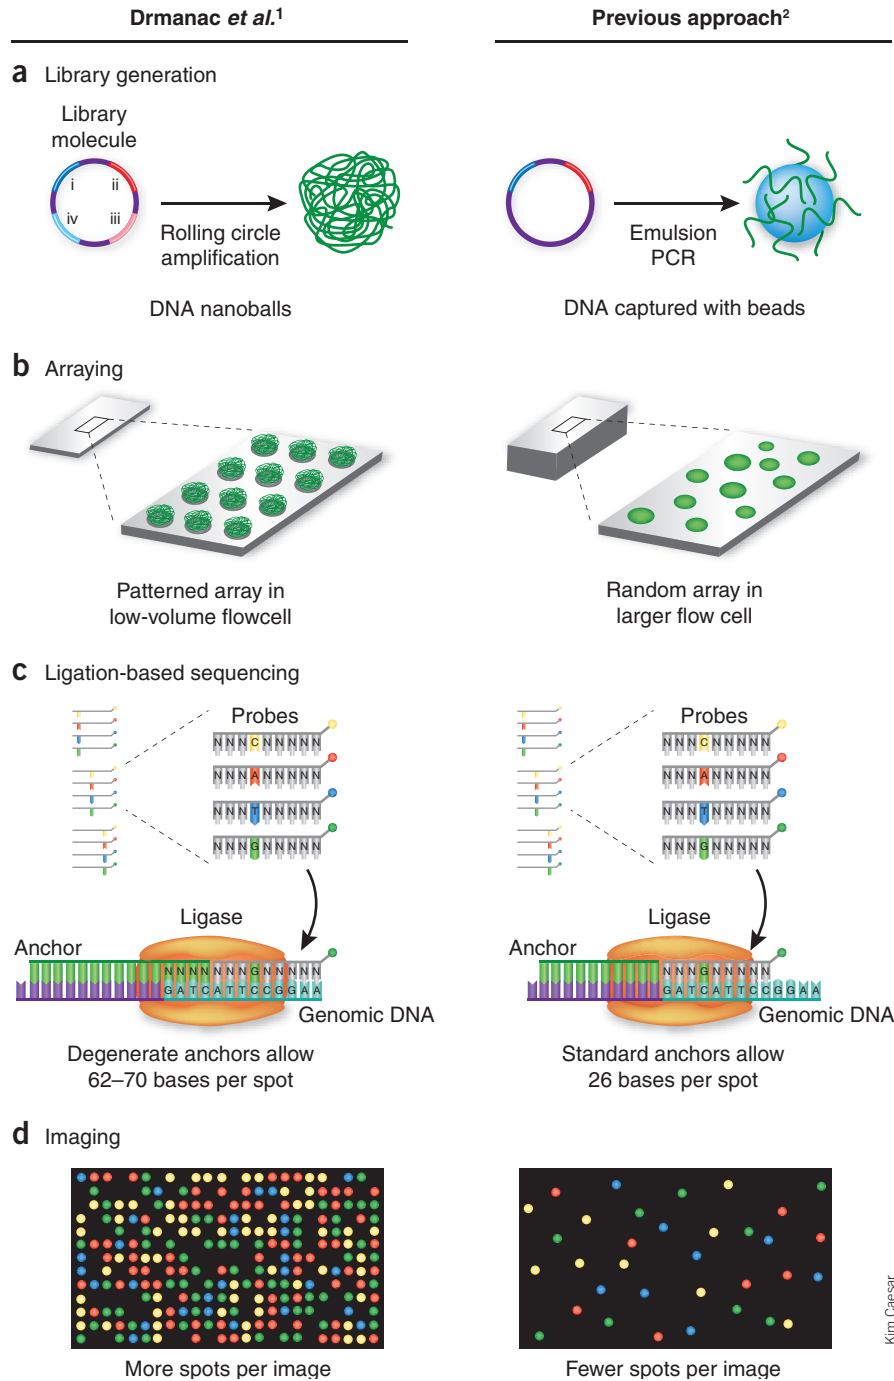 Drmanac et al.1
Previous approach2
a Library generation
Library
molecule
i ii
iv iii
Rolling circle
amplification
DNA nanoballs
Emulsion
PCR
DNA captured with beads
b Arraying
Patterned array in
low-volume flowcell
Random array in
larger flow cell
c Ligation-based sequencing
Probes
NNNCNNNNN
NNNANNNNN
NNNTNNNNN
NNNGNNNNN
Ligase
Anchor
NNNNNNNGNNNNN
GATCATTCCGGAA
Genomic DNA
Degenerate anchors allow
62–70 bases per spot
Probes
NNNCNNNNN
NNNANNNNN
NNNTNNNNN
NNNGNNNNN
Ligase
Anchor
NNNGNNNNN
GATCATTCCGGAA
Genomic DNA
Standard anchors allow
26 bases per spot
d Imaging
More spots per image
Fewer spots per image
Kim Caesar